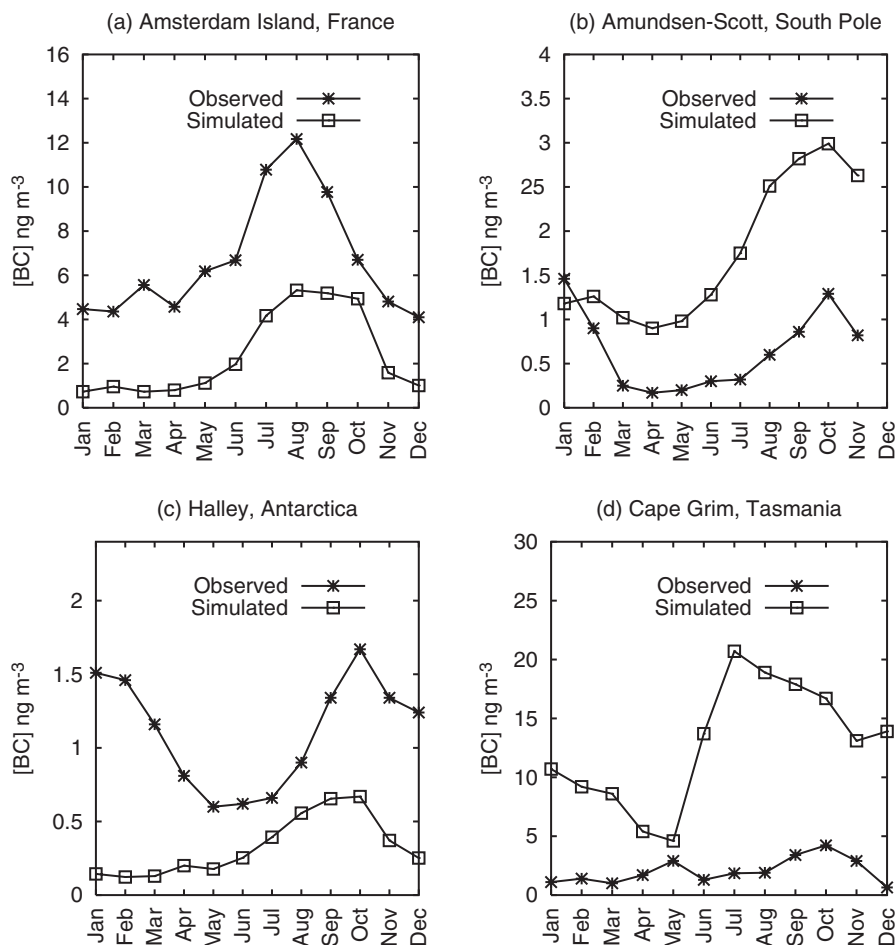 (a) Amsterdam Island, France
16
14
12
10
8
6
4
2
0
[BC] ng m-3
Observed
Simulated
Jan
Feb
Mar
Apr
May
Jun
Jul
Aug
Sep
Oct
Nov
Dec
(b) Amundsen-Scott, South Pole
4
3.5
3
25
2
1.5
1
0.5
0
[BC] ng m-3
Observed
Simulated
Jan
Feb
Mar
Apr
May
Jun
Jul
Aug
Sep
Oct
Nov
Dec
(c) Halley, Antarctica
2
1.5
1
0.5
0
[BC] ng m-3
Observed
Simulated
Jan
Feb
Mar
Apr
May
Jun
Jul
Aug
Sep
Oct
Nov
Dec
(d) Cape Grim, Tasmania
30
25
20
15
10
5
0
[BC] ng m-3
Observed
Simulated
Jan
Feb
Mar
Apr
May
Jun
Jul
Aug
Sep
Oct
Nov
Dec